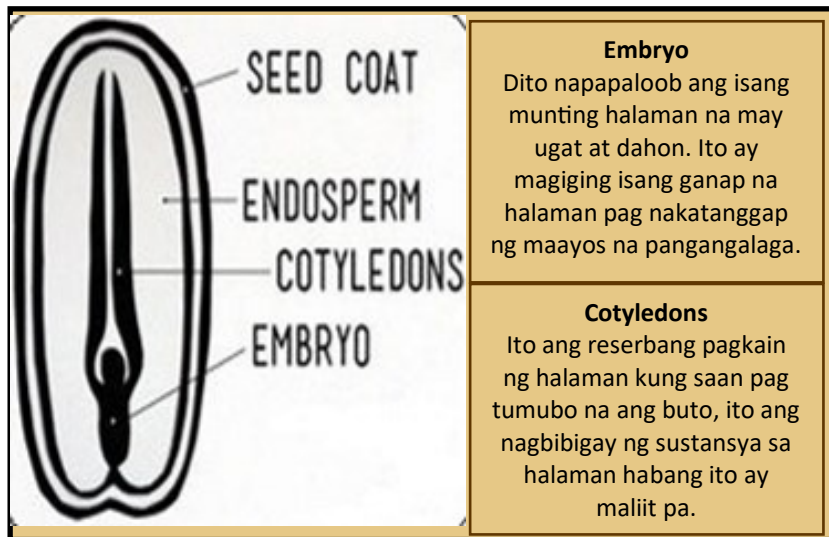 SEED COAT
ENDOSPERM
COTYLEDONS
EMBRYO
Embryo
Dito napapaloob ang isang
munting halaman na may
ugat at dahon. Ito ay
magiging isang ganap na
halaman pag nakatanggap
ng maayos na pangangalaga.
Cotyledons
Ito ang reserbang pagkain
ng halaman kung saan pag
tumubo na ang buto, ito ang
nagbibigay ng sustansya sa
halaman habang ito ay
maliit pa.